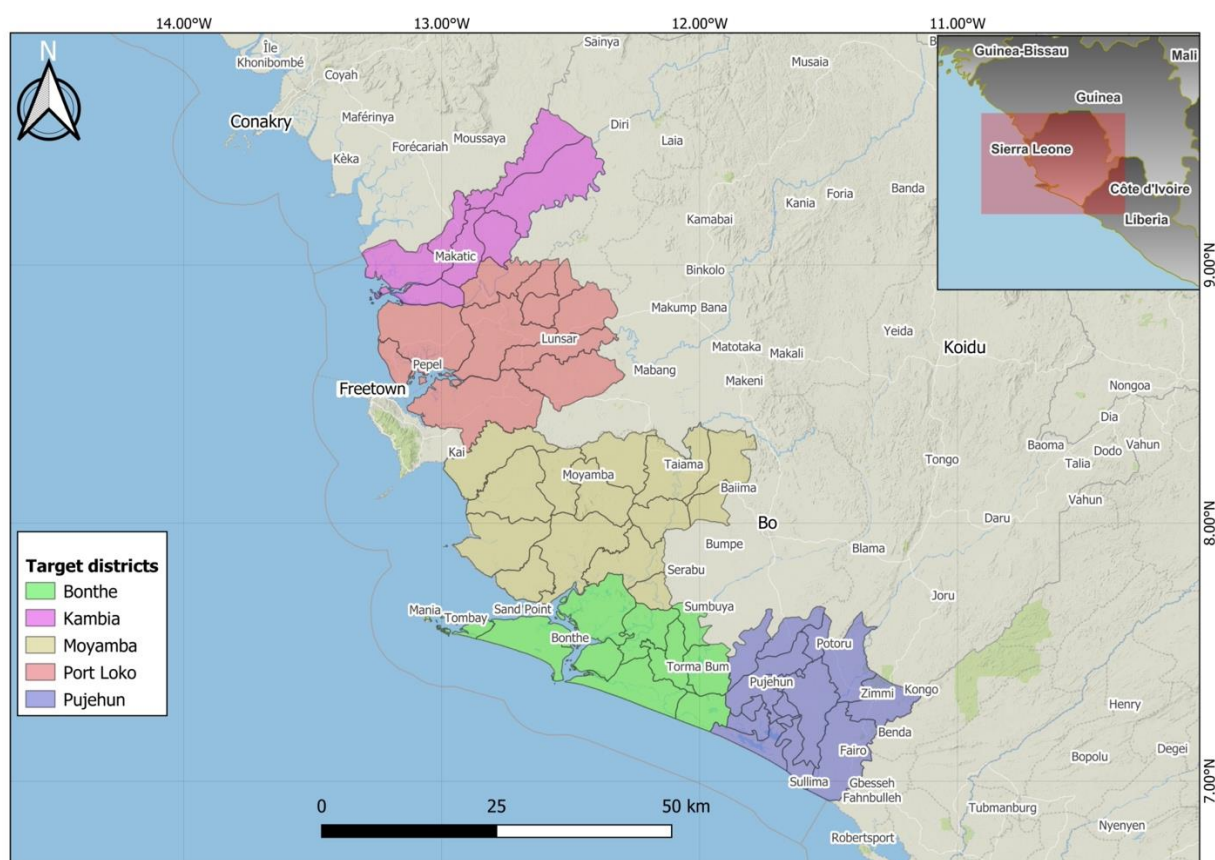 14.00°W
13.00°W
12.00°W
11.00°W
N
Île
Khonibombé
Coyah
Conakry
Maférinya
Kèka
Forécariah
Moussaya
Sainya
Diri
Laia
Musaia
Guinea-Bissau
Mali
Guinea
Sierra Leone
Côte d'Ivoire
Liberia
Kamabai
Kania
Foria
Banda
Makatic
Binkolo
9.00°N
Makump Bana
Lunsar
Yeida
Koidu
Matotaka
Makali
Pepel
Mabang
Makeni
Freetown
Nongoa
Dia
Kai
Baoma
Dodo
Vahun
Moyamba
Taiama
Tongo
Talia
Baiima
Vahun
Bo
Daru
8.00°N
Bumpe
Blama
Serabu
Joru
Mania
Tombay
Sand Point
Sumbuya
Bonthe
Potoru
Torma Bum
Pujehun
Zimmi
Kongo
Henry
Benda
Fairo
Bopolu
Degei
Sullima
Gbesseh
Fahnbulleh
7.00°N
Tubmanburg
Nyenyen
Robertsport
Target districts
Bonthe
Kambia
Moyamba
Port Loko
Pujehun
0
25
50 km